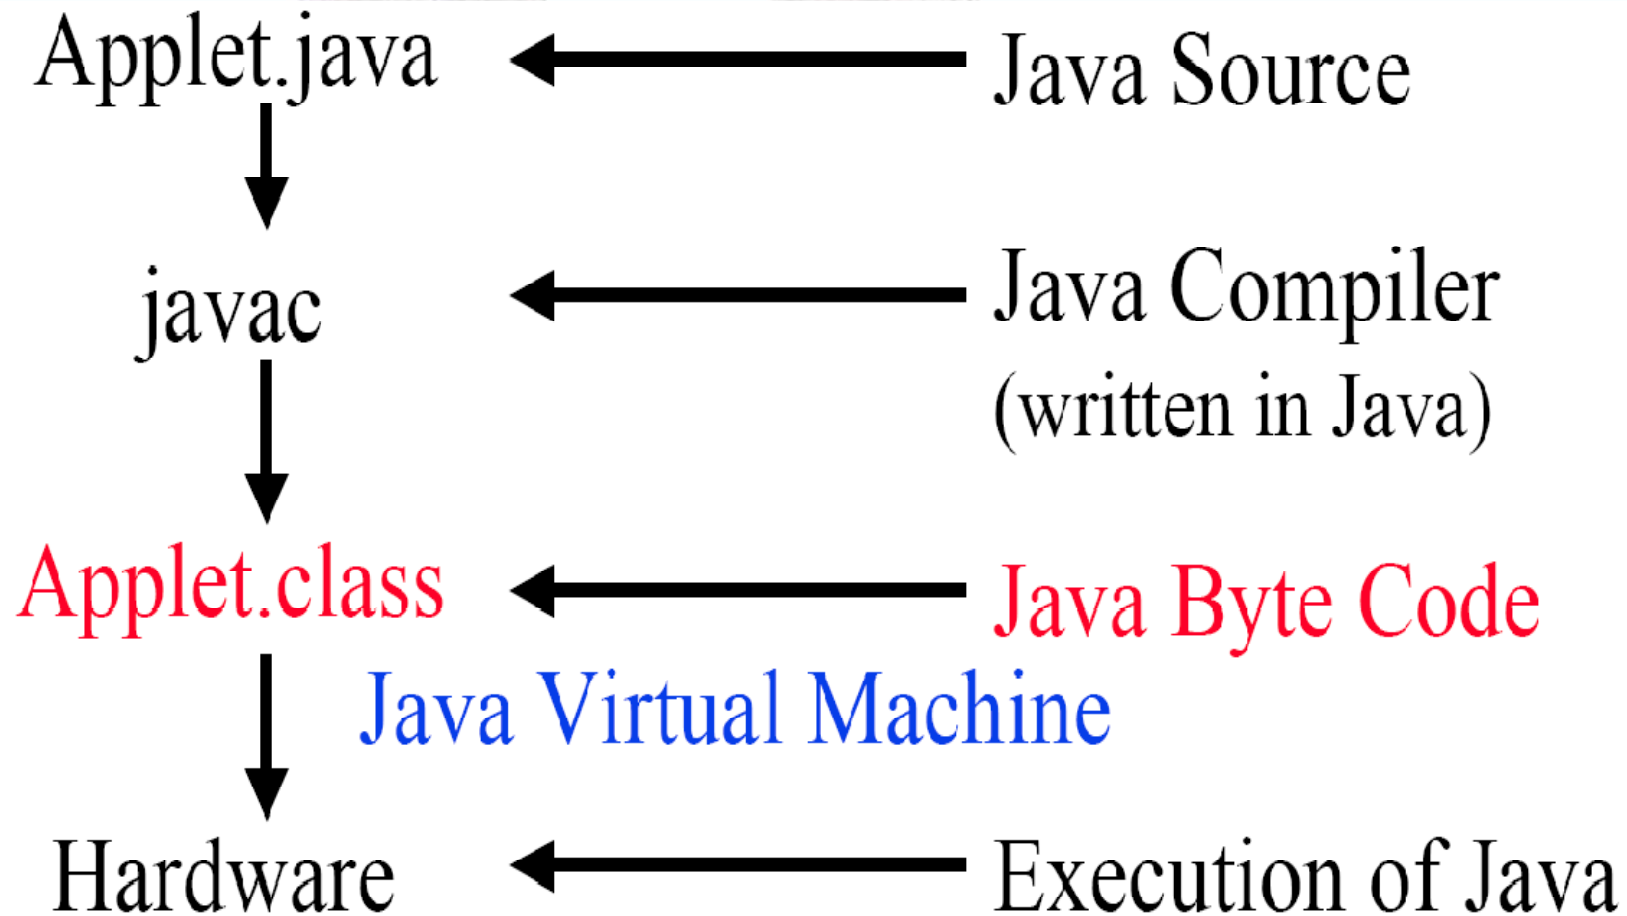 Applet.java
Java Source
javac
Java Compiler
(written in Java)
Applet.class
Java Byte Code
Java Virtual Machine
Hardware
Execution of Java